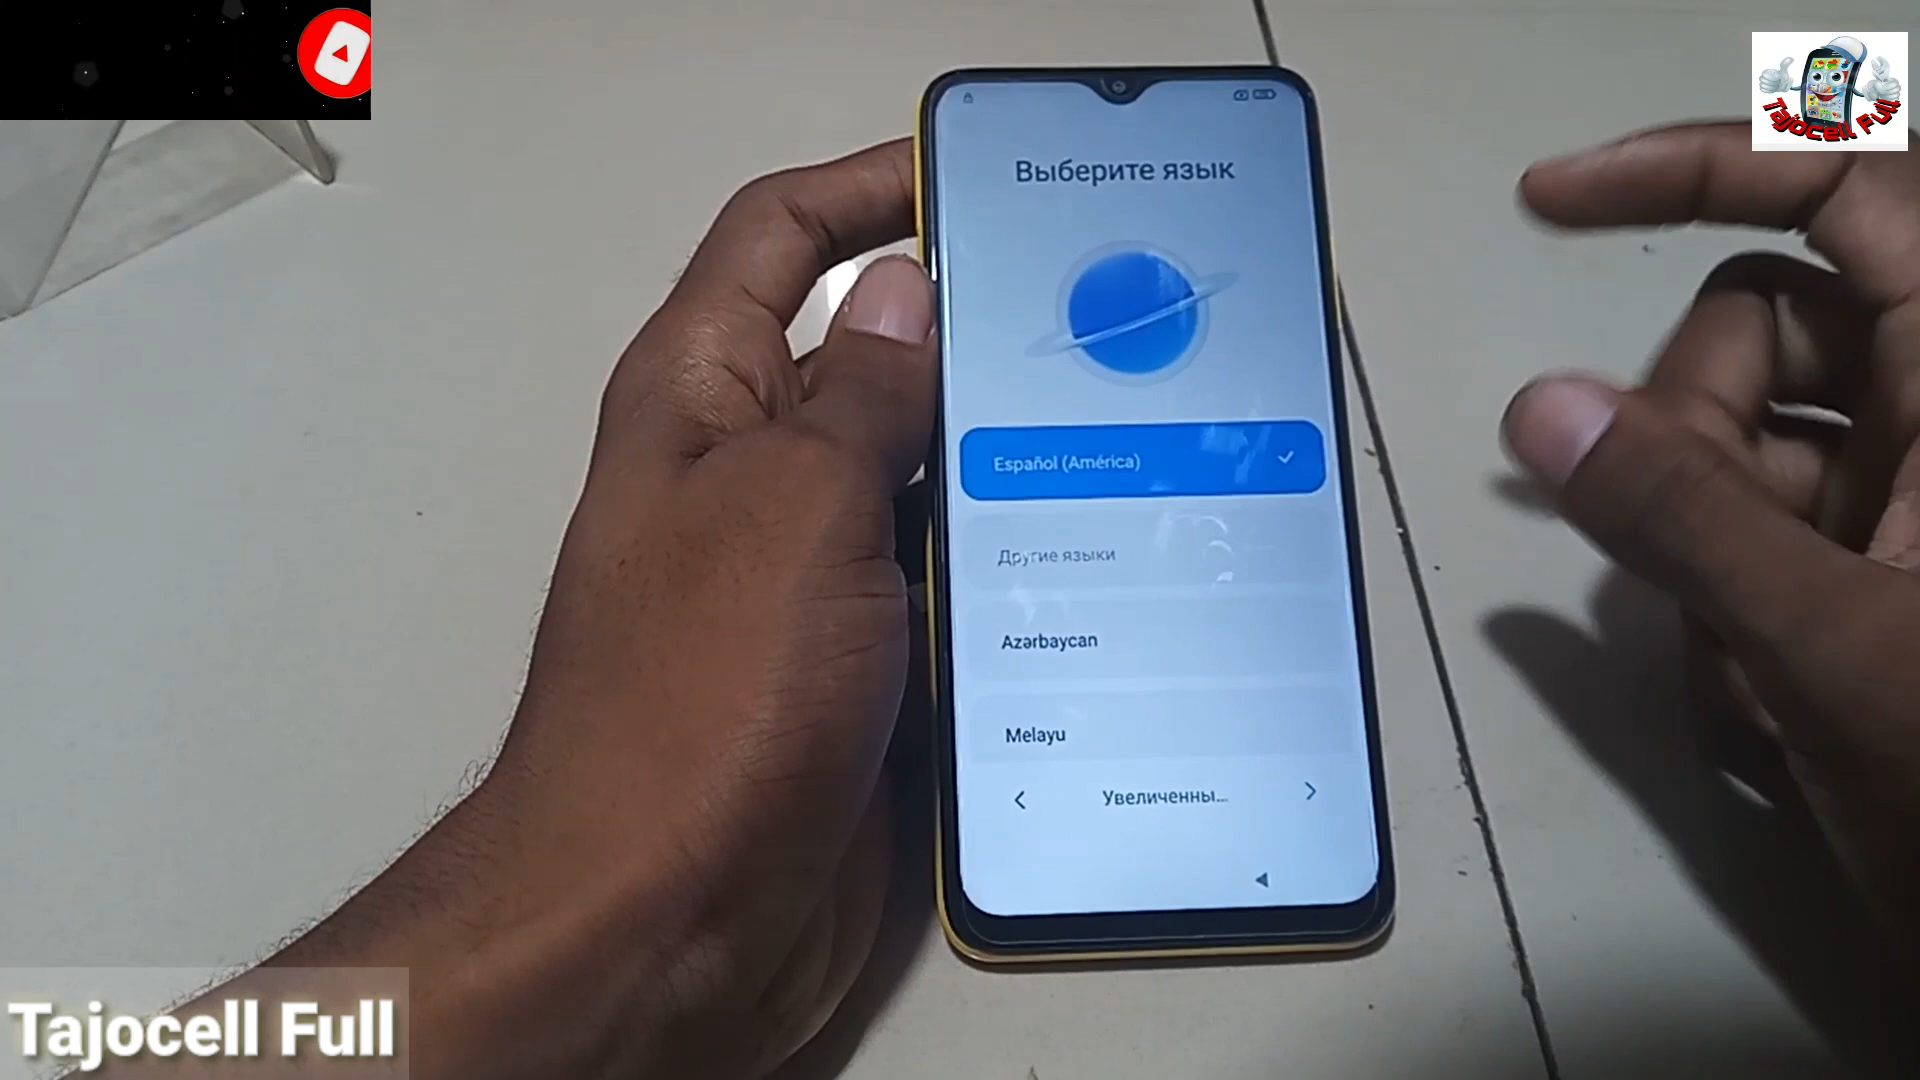 Tajocell Full
Выберите язык
Español (América)
Другие языки
Azərbaycan
Melayu
Увеличенны...
Tajocell Full